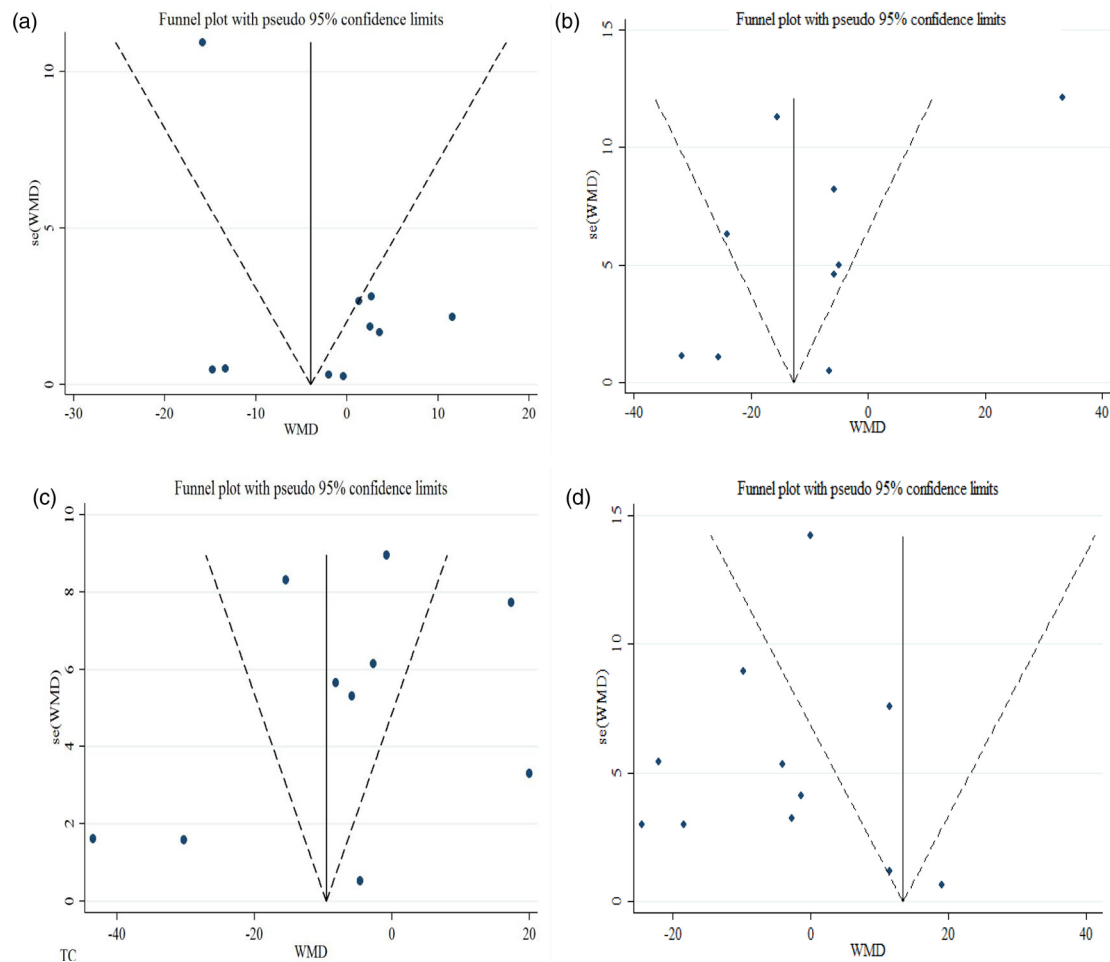 (a)
Funnel plot with pseudo 95% confidence limits
10
5
0
se(WMD)
-30
-20
-10
0
10
20
WMD
(b)
Funnel plot with pseudo 95% confidence limits
15
10
5
0
se(WMD)
-40
-20
0
20
40
WMD
(c)
Funnel plot with pseudo 95% confidence limits
10
8
6
4
2
0
se(WMD)
-40
-20
0
20
WMD
TC
(d)
Funnel plot with pseudo 95% confidence limits
15
10
5
0
se(WMD)
-20
0
20
40
WMD